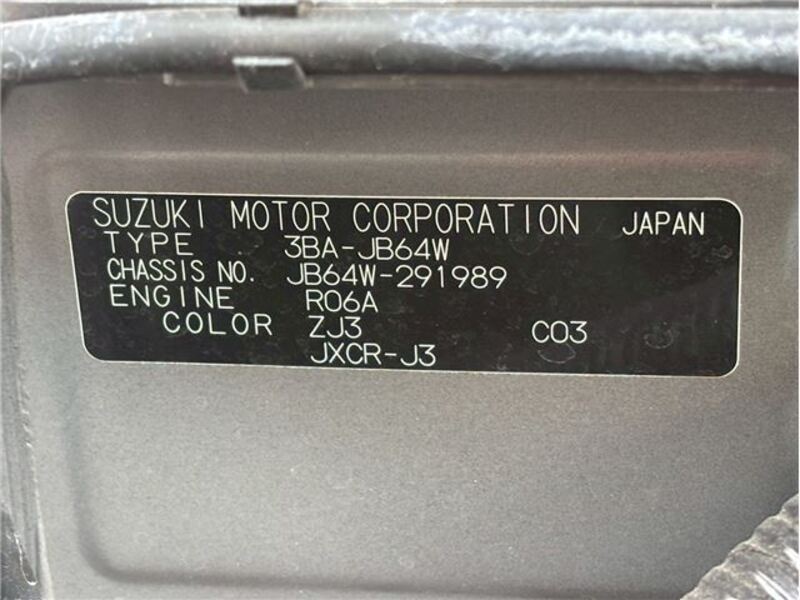 SUZUKI MOTOR CORPORATION JAPAN
TYPE 3BA-JB64W
CHASSIS NO. JB64W-291989
ENGINE R06A
COLOR ZJ3 C03
JXCR-J3